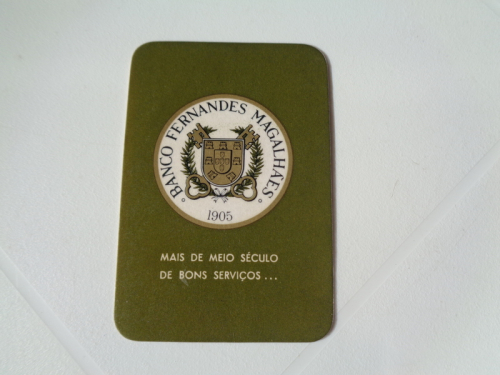 BANCO FERNANDES MAGALHÃES
1905
MAIS DE MEIO SÉCULO
DE BONS SERVIÇOS...